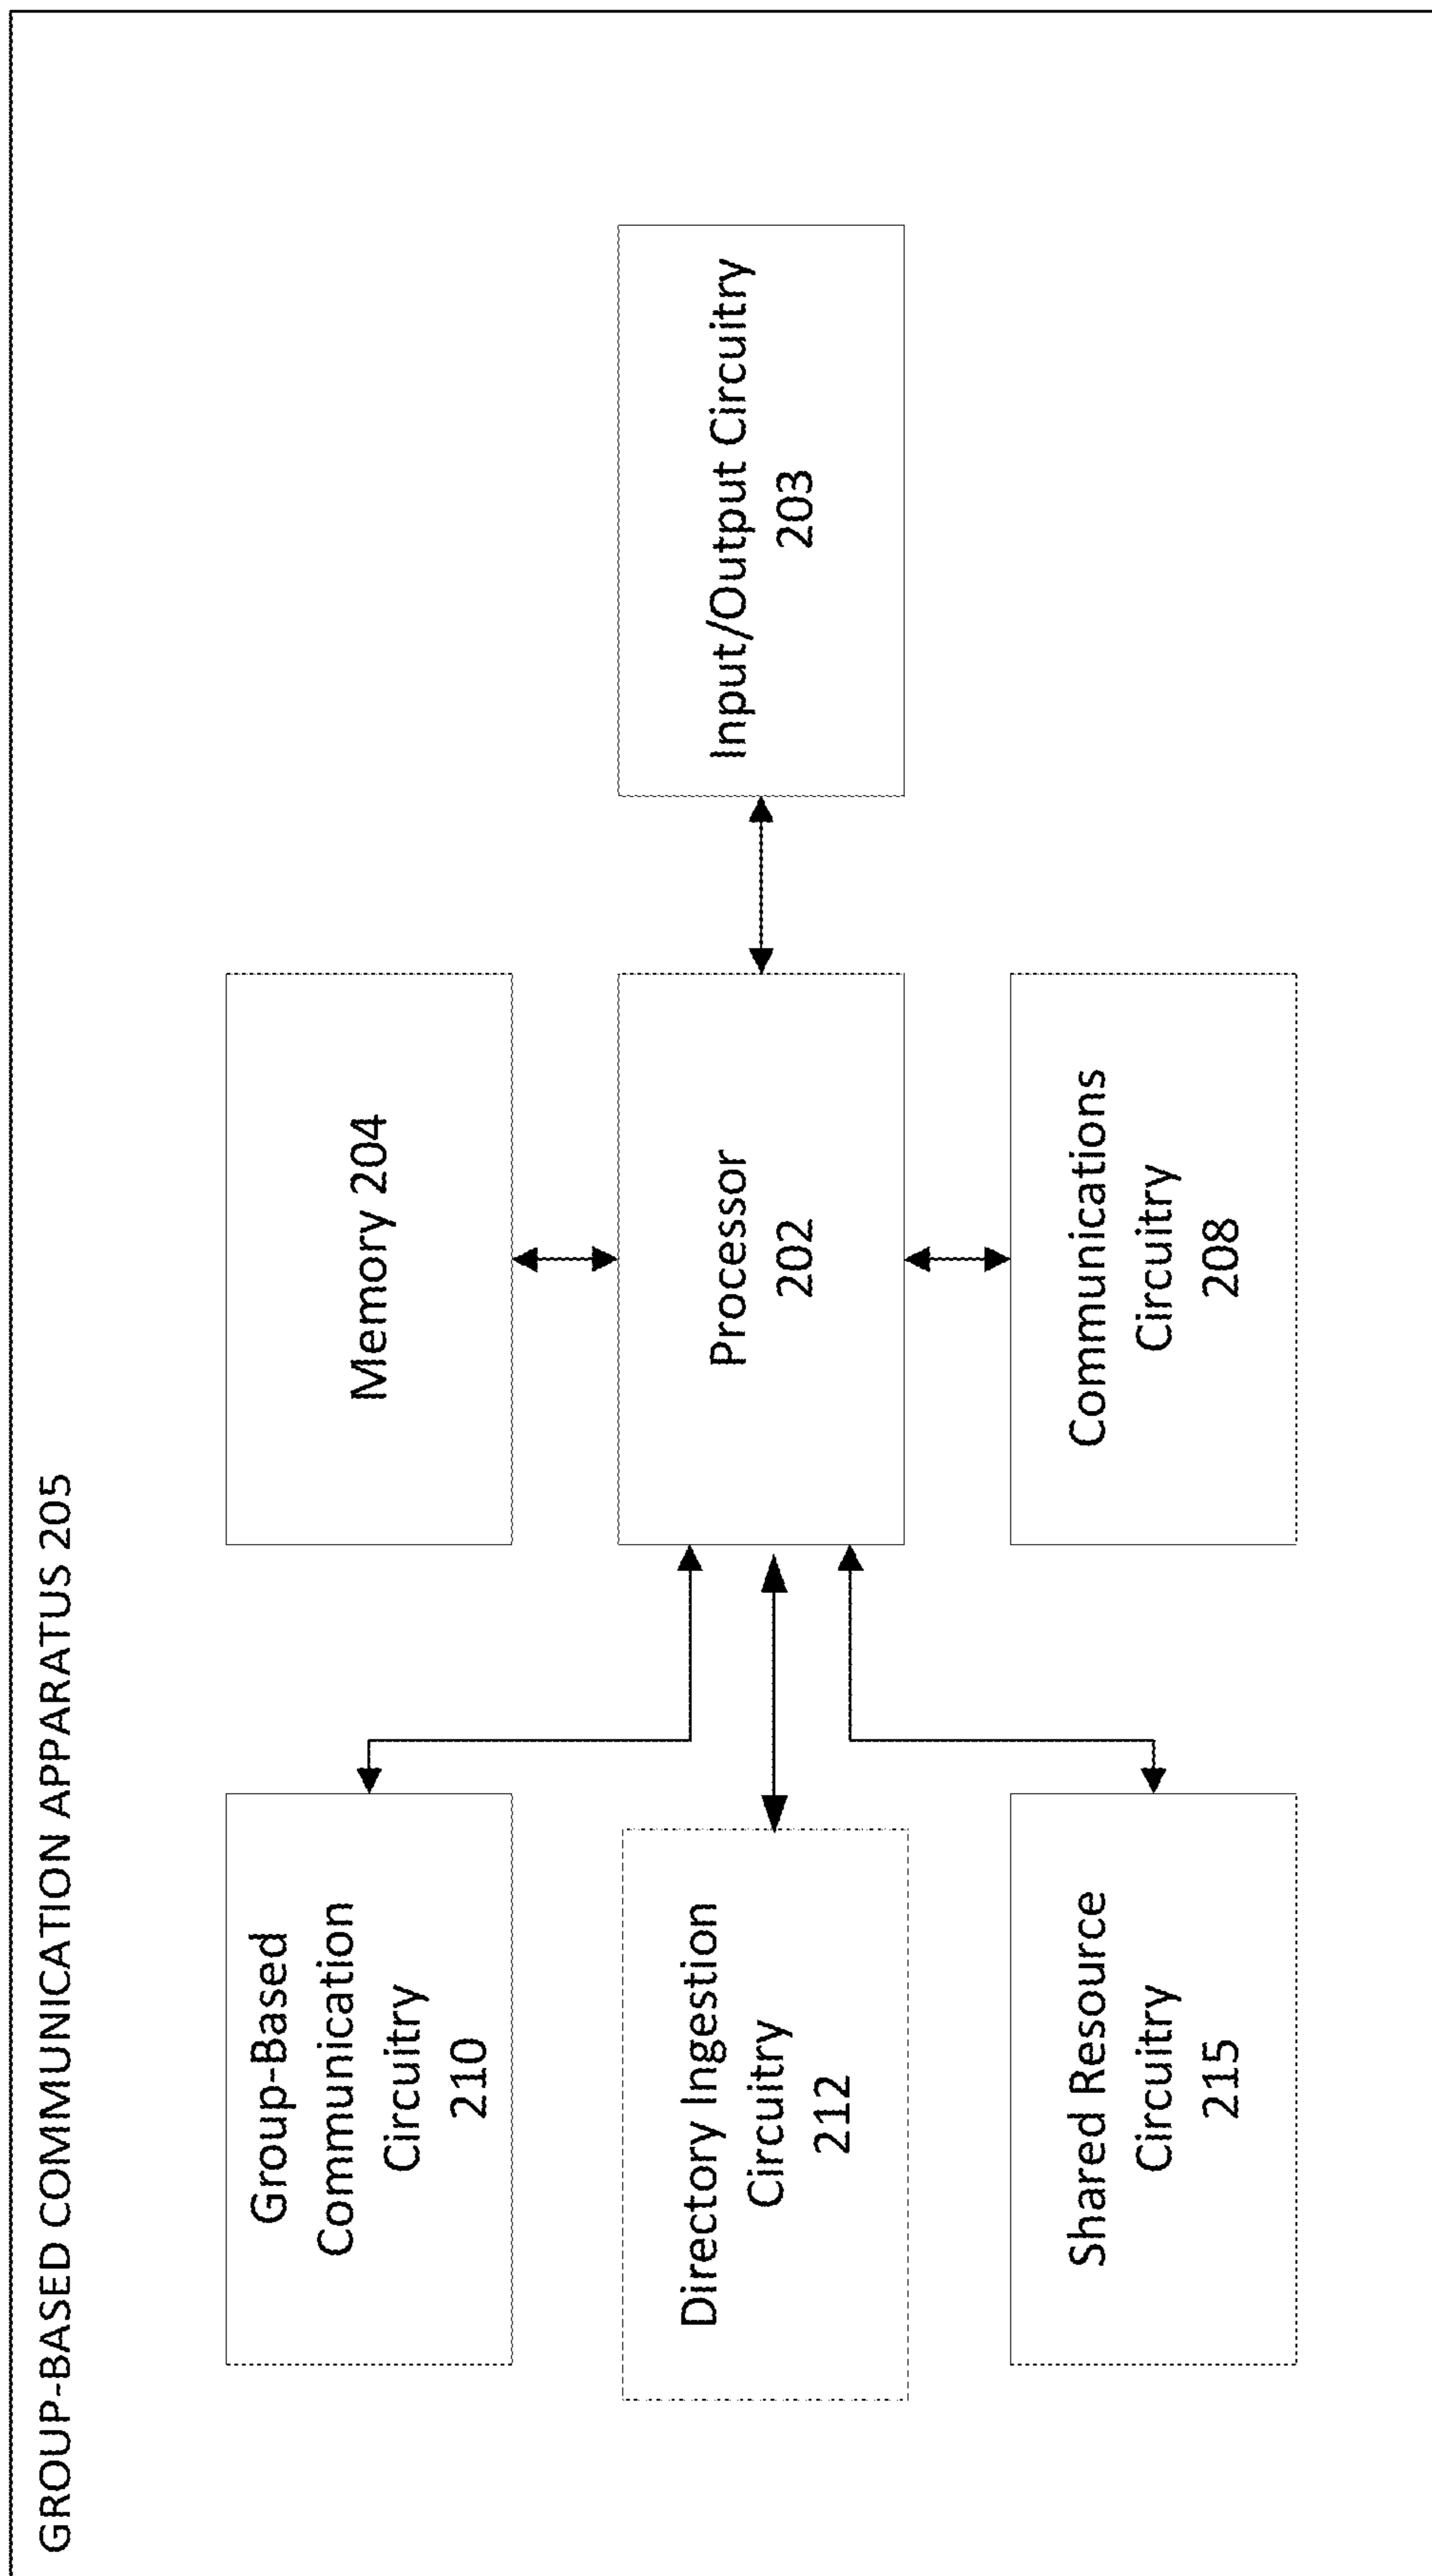 GROUP-BASED COMMUNICATION APPARATUS 205
Group-Based
Communication
Circuitry
210
Memory 204
Directory Ingestion
Circuitry
212
Processor
202
Input/Output Circuitry
203
Shared Resource
Circuitry
215
Communications
Circuitry
208